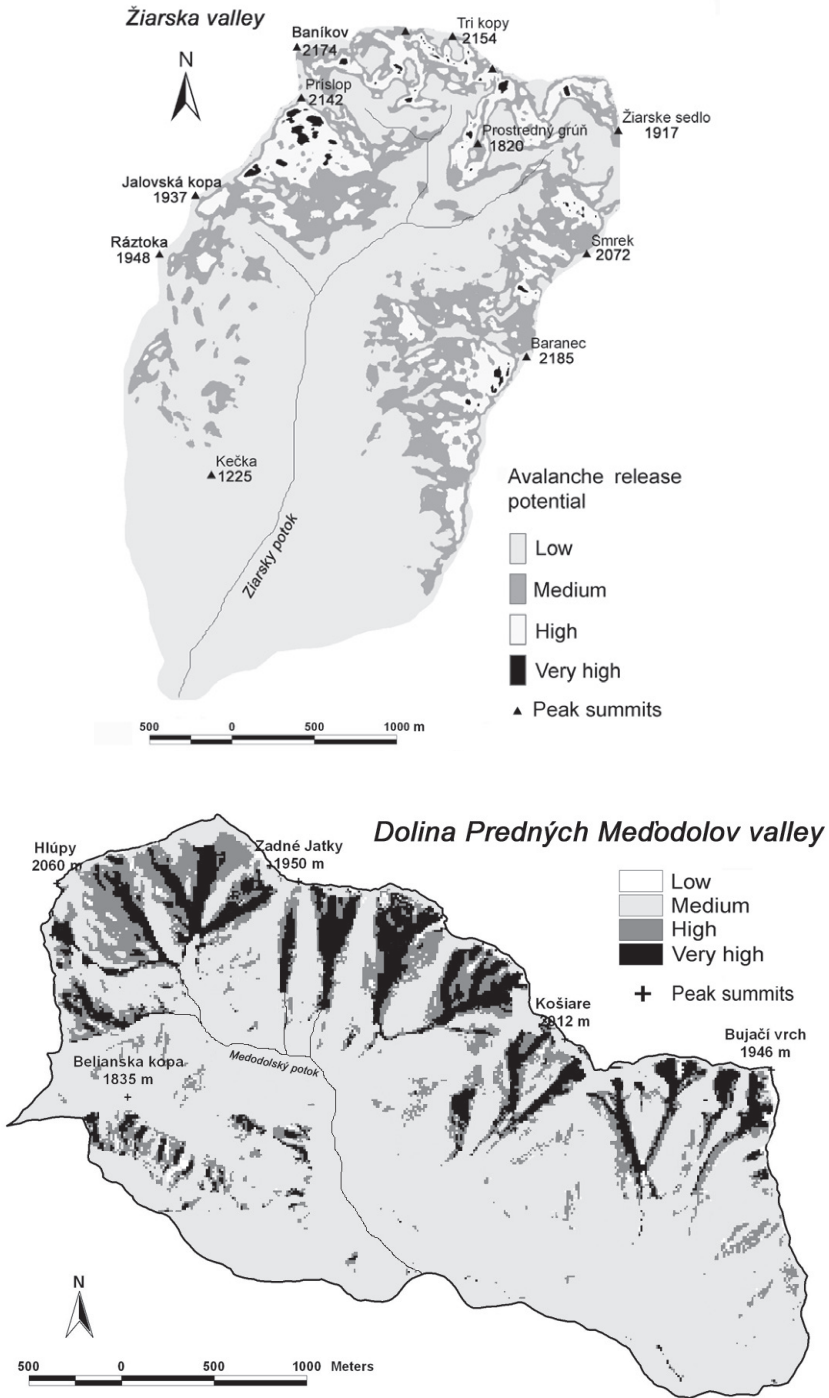 Žiarska valley
N
Baníkov
2174
Tri kopy
2154
Príslop
2142
Žiarske sedlo
1917
Prostredný grúň
1820
Jalovská kopa
1937
Ráztoka
1948
Smrek
2072
Baranec
2185
Kečka
1225
Ziarsky potok
Avalanche release
potential
Low
Medium
High
Very high
Peak summits
500 0 500 1000 m
Dolina Predných Meďodolov valley
Hlúpy
2060 m
Zadné Jatky
1950 m
Low
Medium
High
Very high
Peak summits
Košiare
2012 m
Bujačí vrch
1946 m
Belianska kopa
1835 m
Medodolský potok
N
500 0 500 1000 Meters